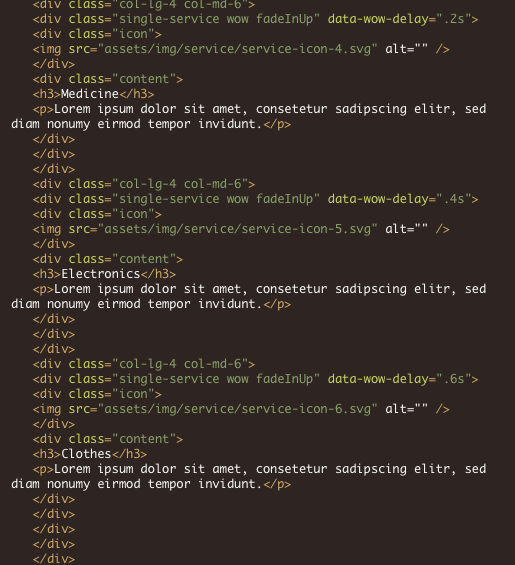 <div class="col-lg-4 col-md-6">
<div class="single-service wow fadeInUp" data-wow-delay=".2s">
<div class="icon">
<img src="assets/img/service/service-icon-4.svg" alt="" />
</div>
<div class="content">
<h3>Medicine</h3>
<p>Lorem ipsum dolor sit amet, consetetur sadipscing elitr, sed
diam nonumy eirmod tempor invidunt.</p>
</div>
</div>
</div>
<div class="col-lg-4 col-md-6">
<div class="single-service wow fadeInUp" data-wow-delay=".4s">
<div class="icon">
<img src="assets/img/service/service-icon-5.svg" alt="" />
</div>
<div class="content">
<h3>Electronics</h3>
<p>Lorem ipsum dolor sit amet, consetetur sadipscing elitr, sed
diam nonumy eirmod tempor invidunt.</p>
</div>
</div>
</div>
<div class="col-lg-4 col-md-6">
<div class="single-service wow fadeInUp" data-wow-delay=".6s">
<div class="icon">
<img src="assets/img/service/service-icon-6.svg" alt="" />
</div>
<div class="content">
<h3>Clothes</h3>
<p>Lorem ipsum dolor sit amet, consetetur sadipscing elitr, sed
diam nonumy eirmod tempor invidunt.</p>
</div>
</div>
</div>
</div>
</div>